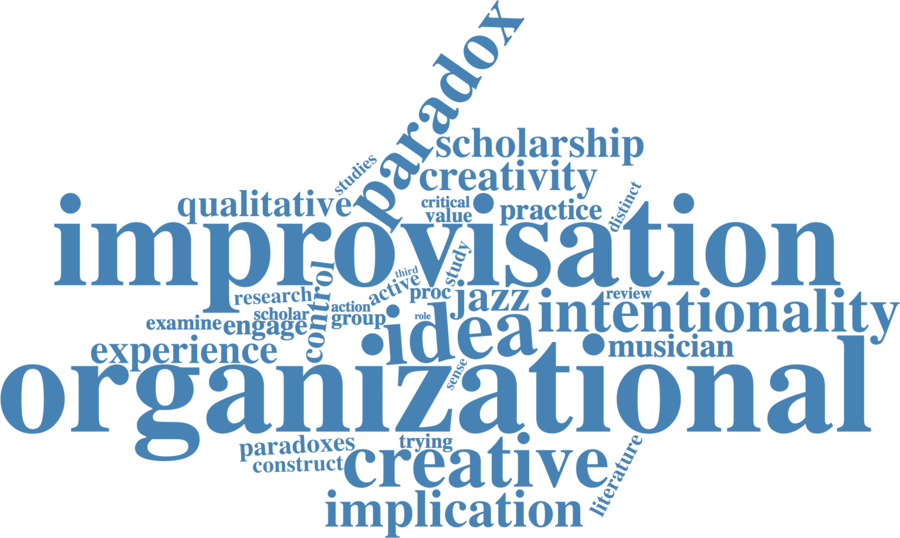 paradox
scholarship
studies
creativity
qualitative
critical
value
practice
distinct
improvisation
study
third
active
control
research
proc
jazz
review
intentionality
action
scholar
group
role
idea
examine
engage
musician
experience
organizational
sense
paradoxes
trying
construct
creative
literature
implication